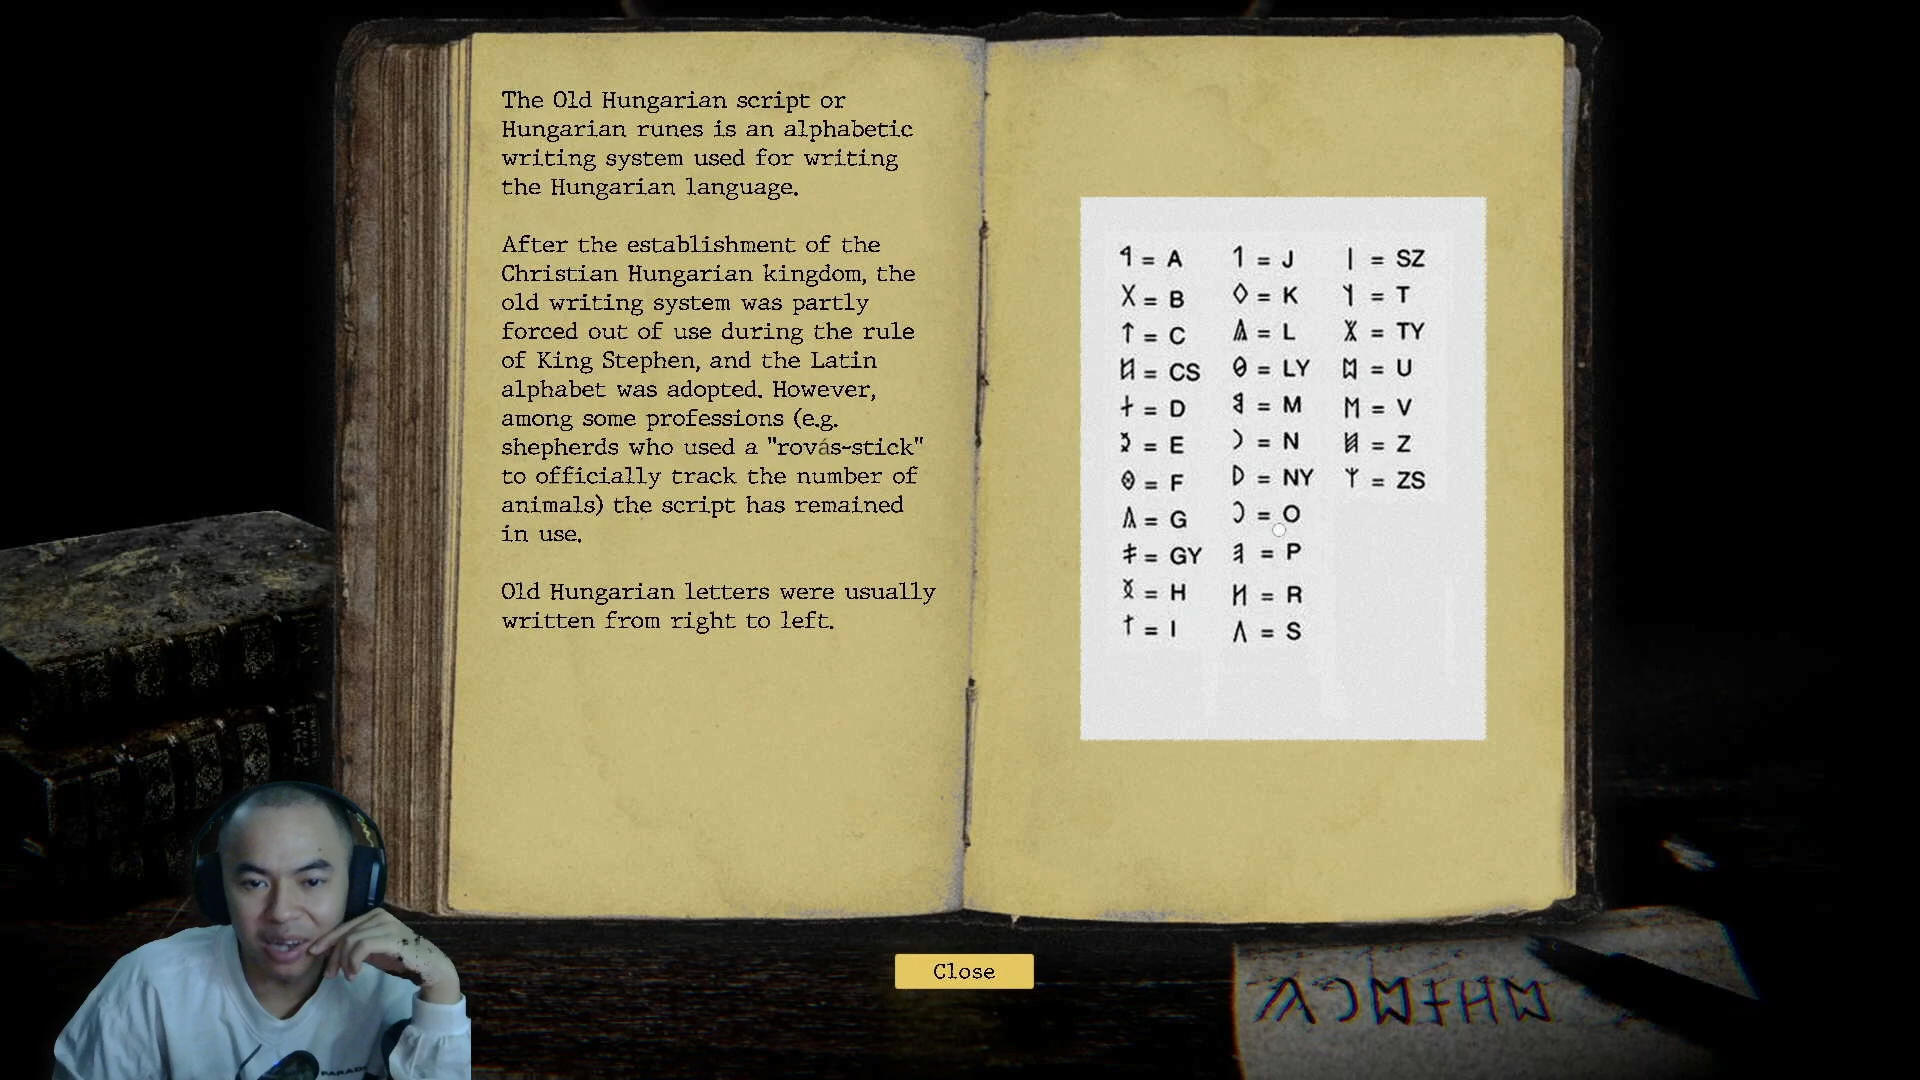 The Old Hungarian script or
Hungarian runes is an alphabetic
writing system used for writing
the Hungarian language.
After the establishment of the
Christian Hungarian kingdom, the
old writing system was partly
forced out of use during the rule
of King Stephen, and the Latin
alphabet was adopted. However,
among some professions (e.g.
shepherds who used a "rovás-stick"
to officially track the number of
animals) the script has remained
in use.
Old Hungarian letters were usually
written from right to left.
𐳀 = A
𐳂 = B
𐳄 = C
𐳆 = CS
𐳇 = D
𐳉 = E
𐳌 = F
𐳍 = G
𐳎 = GY
𐳏 = H
𐳐 = I
𐳒 = J
𐳓 = K
𐳖 = L
𐳗 = LY
𐳘 = M
𐳙 = N
𐳚 = NY
𐳛 = O
𐳠 = P
𐳢 = R
𐳤 = S
𐳥 = SZ
𐳦 = T
𐳨 = TY
𐳪 = U
𐳮 = V
𐳯 = Z
𐳰 = ZS
Close